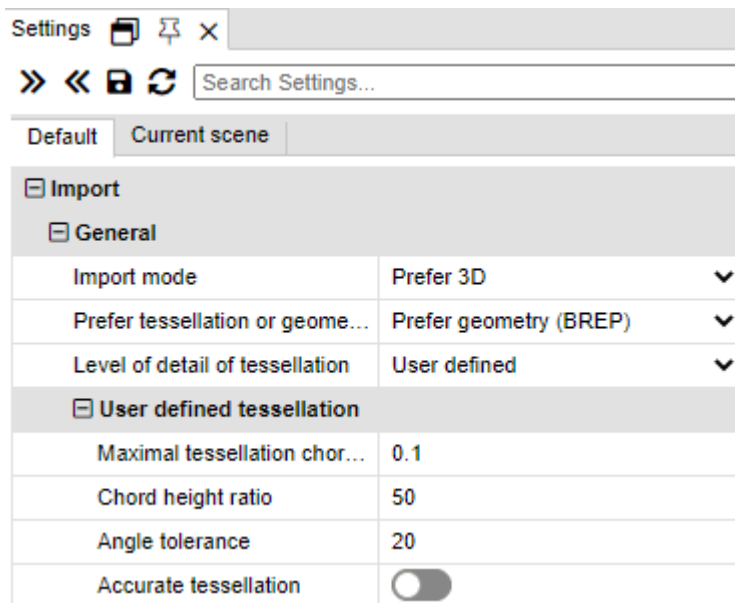 Settings
Search Settings...
Default Current scene
Import
General
Import mode Prefer 3D
Prefer tessellation or geome... Prefer geometry (BREP)
Level of detail of tessellation User defined
User defined tessellation
Maximal tessellation chor... 0.1
Chord height ratio 50
Angle tolerance 20
Accurate tessellation